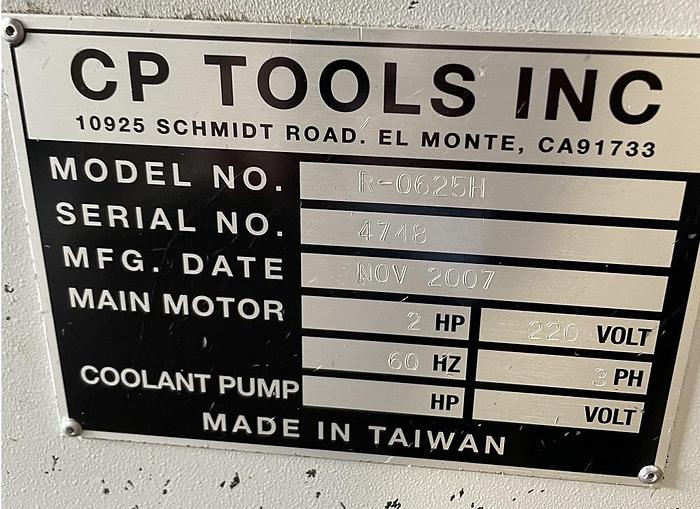 CP TOOLS INC
10925 SCHMIDT ROAD. EL MONTE, CA91733
MODEL NO. R-0625H
SERIAL NO. 4748
MFG. DATE NOV 2007
MAIN MOTOR 2 HP 220 VOLT
60 HZ 3 PH
COOLANT PUMP HP VOLT
MADE IN TAIWAN